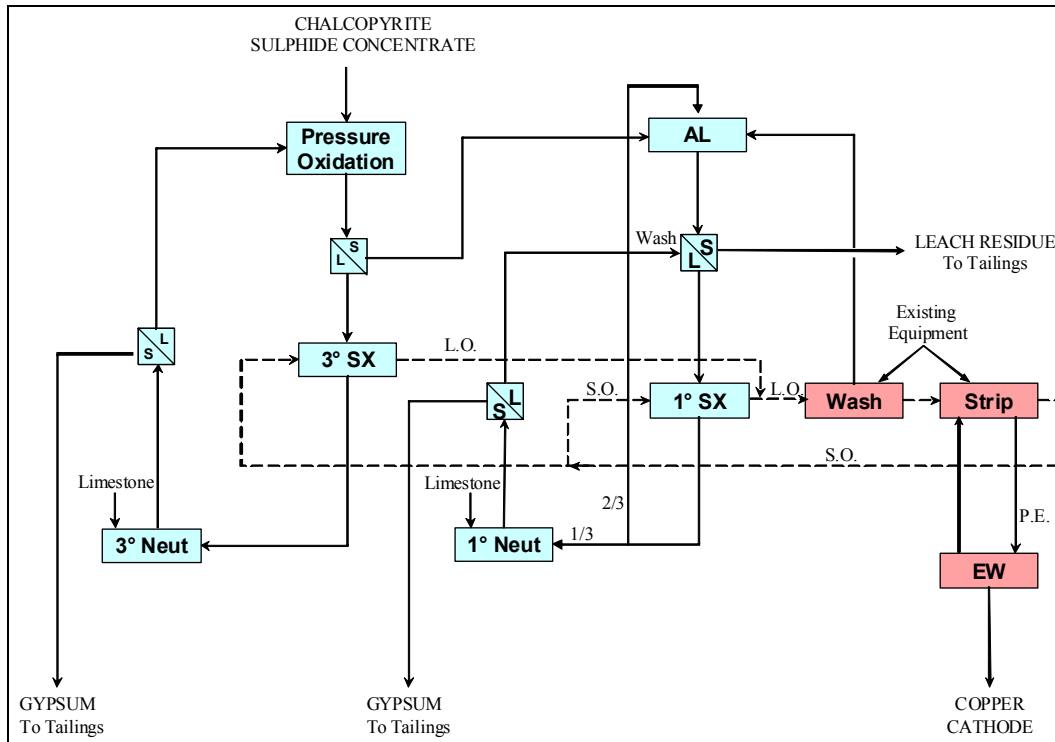 CHALCOPYRITE
SULPHIDE CONCENTRATE
Pressure
Oxidation
AL
S
L
Wash
S
L
LEACH RESIDUE
To Tailings
Existing
Equipment
L
S
3° SX
L.O.
L
S
S.O.
1° SX
L.O.
Wash
Strip
S.O.
Limestone
Limestone
2/3
P.E.
3° Neut
1° Neut
1/3
EW
GYPSUM
To Tailings
GYPSUM
To Tailings
COPPER
CATHODE